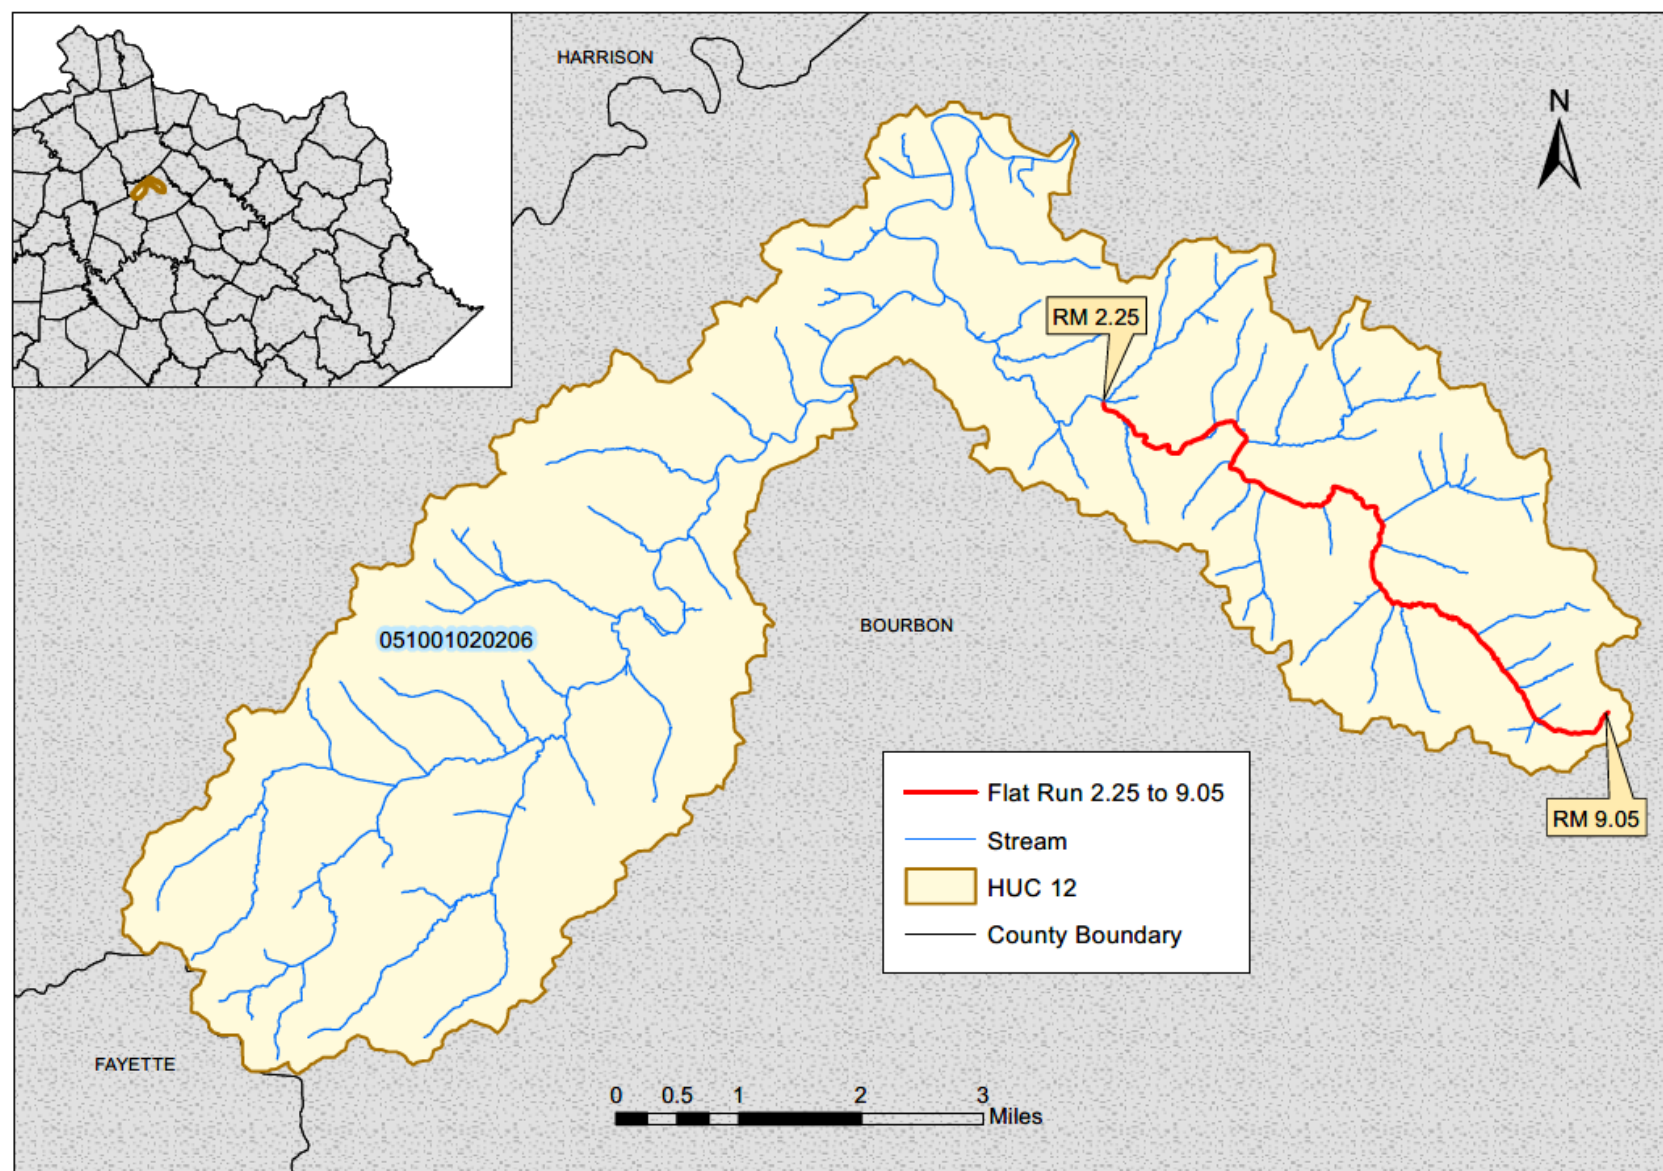 HARRISON
N
RM 2.25
051001020206
BOURBON
RM 9.05
Flat Run 2.25 to 9.05
Stream
HUC 12
County Boundary
FAYETTE
0 0.5 1 2 3
Miles